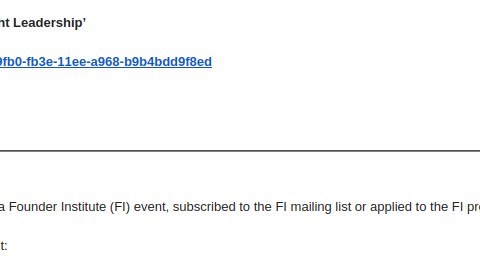 nt Leadership’
9fb0-fb3e-11ee-a968-b9b4bdd9f8ed
a Founder Institute (FI) event, subscribed to the FI mailing list or applied to the FI pr
t: